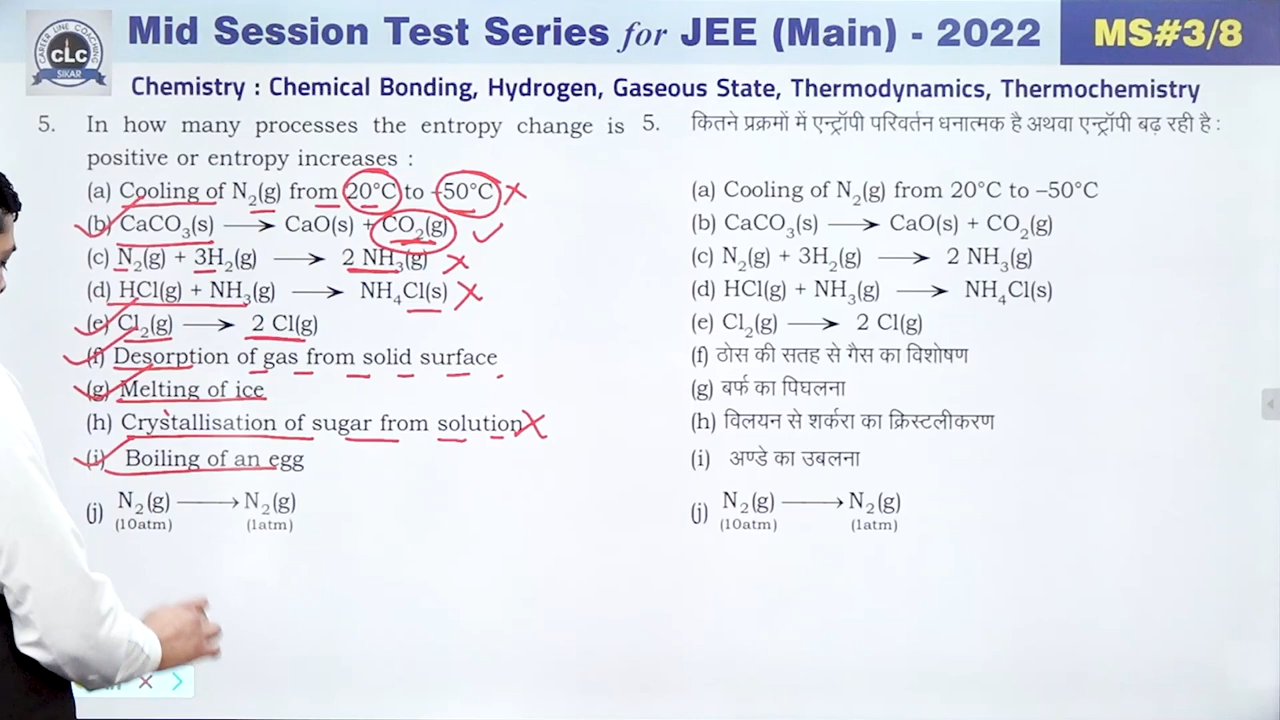 CAREER LINE COACHING
CLC
SIKAR
Mid Session Test Series for JEE (Main) - 2022
MS#3/8
Chemistry : Chemical Bonding, Hydrogen, Gaseous State, Thermodynamics, Thermochemistry
5. In how many processes the entropy change is positive or entropy increases :
(a) Cooling of N₂(g) from 20°C to –50°C
(b) CaCO₃(s) ⟶ CaO(s) + CO₂(g)
(c) N₂(g) + 3H₂(g) ⟶ 2 NH₃(g)
(d) HCl(g) + NH₃(g) ⟶ NH₄Cl(s)
(e) Cl₂(g) ⟶ 2 Cl(g)
(f) Desorption of gas from solid surface
(g) Melting of ice
(h) Crystallisation of sugar from solution
(i) Boiling of an egg
(j) N₂(g) ⟶ N₂(g)
(10atm) (1atm)
5. कितने प्रक्रमों में एन्ट्रॉपी परिवर्तन धनात्मक है अथवा एन्ट्रॉपी बढ़ रही है :
(a) Cooling of N₂(g) from 20°C to –50°C
(b) CaCO₃(s) ⟶ CaO(s) + CO₂(g)
(c) N₂(g) + 3H₂(g) ⟶ 2 NH₃(g)
(d) HCl(g) + NH₃(g) ⟶ NH₄Cl(s)
(e) Cl₂(g) ⟶ 2 Cl(g)
(f) ठोस की सतह से गैस का विशोषण
(g) बर्फ का पिघलना
(h) विलयन से शर्करा का क्रिस्टलीकरण
(i) अण्डे का उबलना
(j) N₂(g) ⟶ N₂(g)
(10atm) (1atm)